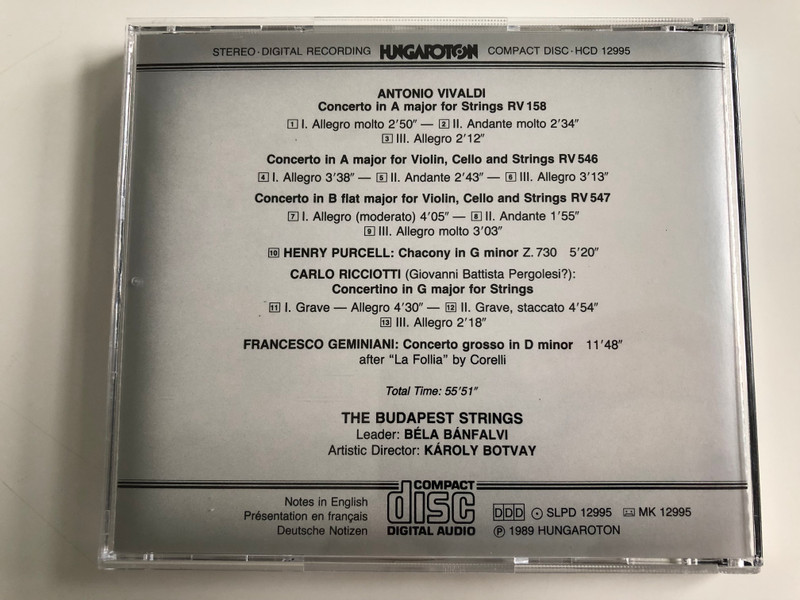 STEREO·DIGITAL RECORDING HUNGAROTON COMPACT DISC·HCD 12995
ANTONIO VIVALDI
Concerto in A major for Strings RV 158
1 I. Allegro molto 2′50″ — 2 II. Andante molto 2′34″
3 III. Allegro 2′12″
Concerto in A major for Violin, Cello and Strings RV 546
4 I. Allegro 3′38″ — 5 II. Andante 2′43″ — 6 III. Allegro 3′13″
Concerto in B flat major for Violin, Cello and Strings RV 547
7 I. Allegro (moderato) 4′05″ — 8 II. Andante 1′55″
9 III. Allegro molto 3′03″
10 HENRY PURCELL: Chacony in G minor Z. 730 5′20″
CARLO RICCIOTTI (Giovanni Battista Pergolesi?):
Concertino in G major for Strings
11 I. Grave — Allegro 4′30″ — 12 II. Grave, staccato 4′54″
13 III. Allegro 2′18″
FRANCESCO GEMINIANI: Concerto grosso in D minor 11′48″
after “La Follia” by Corelli
Total Time: 55′51″
THE BUDAPEST STRINGS
Leader: BÉLA BÁNFALVI
Artistic Director: KÁROLY BOTVAY
Notes in English
Présentation en français
Deutsche Notizen
COMPACT
disc
DIGITAL AUDIO
DDD SLPD 12995 MK 12995
℗ 1989 HUNGAROTON